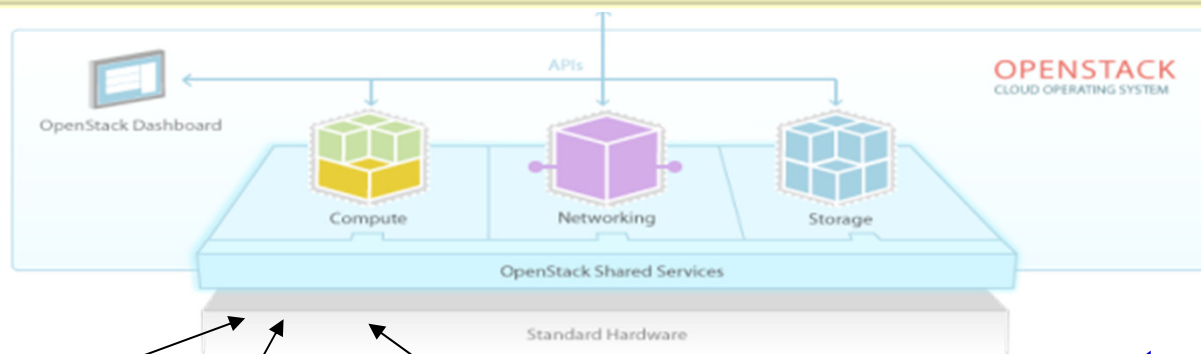 APIs
OPENSTACK
CLOUD OPERATING SYSTEM
OpenStack Dashboard
Compute
Networking
Storage
OpenStack Shared Services
Standard Hardware